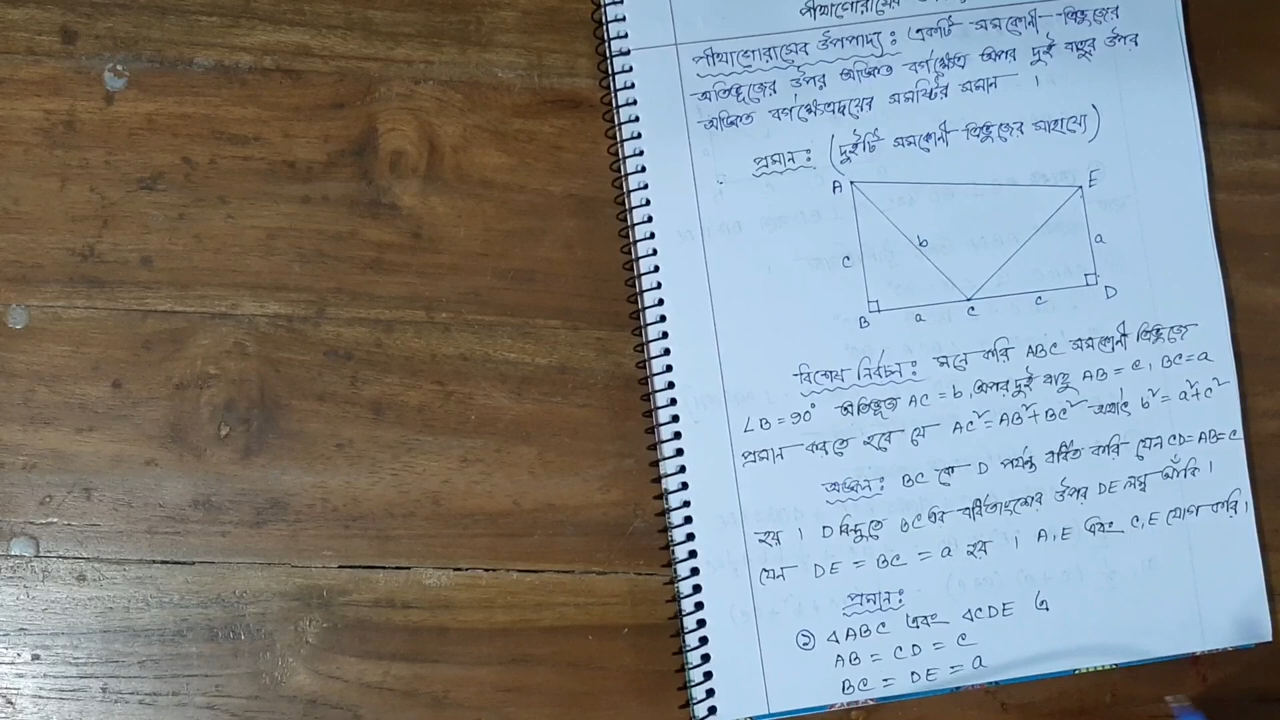 পীথাগোরাসের
পীথাগোরাসের উপপাদ্য: একটি সমকোনী ত্রিভুজের
অতিভুজের উপর অঙ্কিত বর্গক্ষেত্র অপর দুই বাহুর উপর
অঙ্কিত বর্গক্ষেত্রদ্বয়ের সমষ্টির সমান ।
প্রমান: (দুইটি সমকোনী ত্রিভুজের সাহায্যে)
A E
b a
c
B a C c D
বিশেষ নির্বচন: মনে করি ABC সমকোনী ত্রিভুজে
∠B = 90° অতিভুজ AC = b, অপর দুই বাহু AB = c, BC = a
প্রমান করতে হবে যে AC² = AB² + BC² অর্থাৎ b² = a² + c²
অঙ্কন: BC কে D পর্যন্ত বর্ধিত করি যেন CD = AB = c
হয় । D বিন্দুতে BC এর বর্ধিতাংশের উপর DE লম্ব আঁকি ।
যেন DE = BC = a হয় । A, E এবং C, E যোগ করি ।
প্রমান:
১ ∆ABC এবং ∆CDE এ
AB = CD = c
BC = DE = a